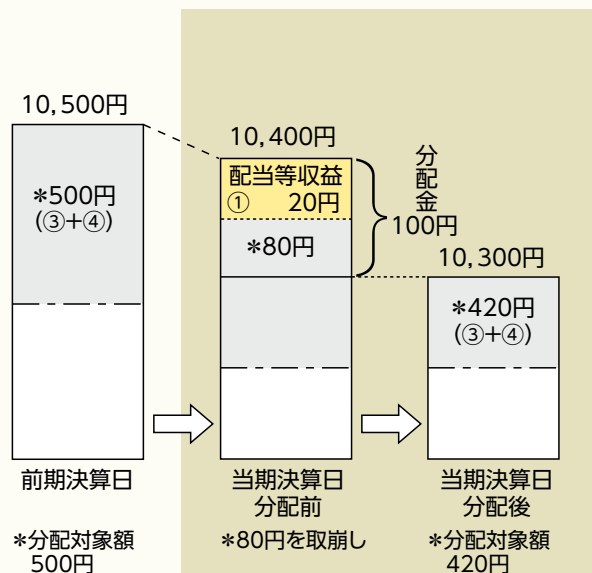 10,500円
*500円
(③+④)
前期決算日
*分配対象額
500円
10,400円
配当等収益
① 20円
*80円
分配金
100円
当期決算日
分配前
*80円を取崩し
10,300円
*420円
(③+④)
当期決算日
分配後
*分配対象額
420円